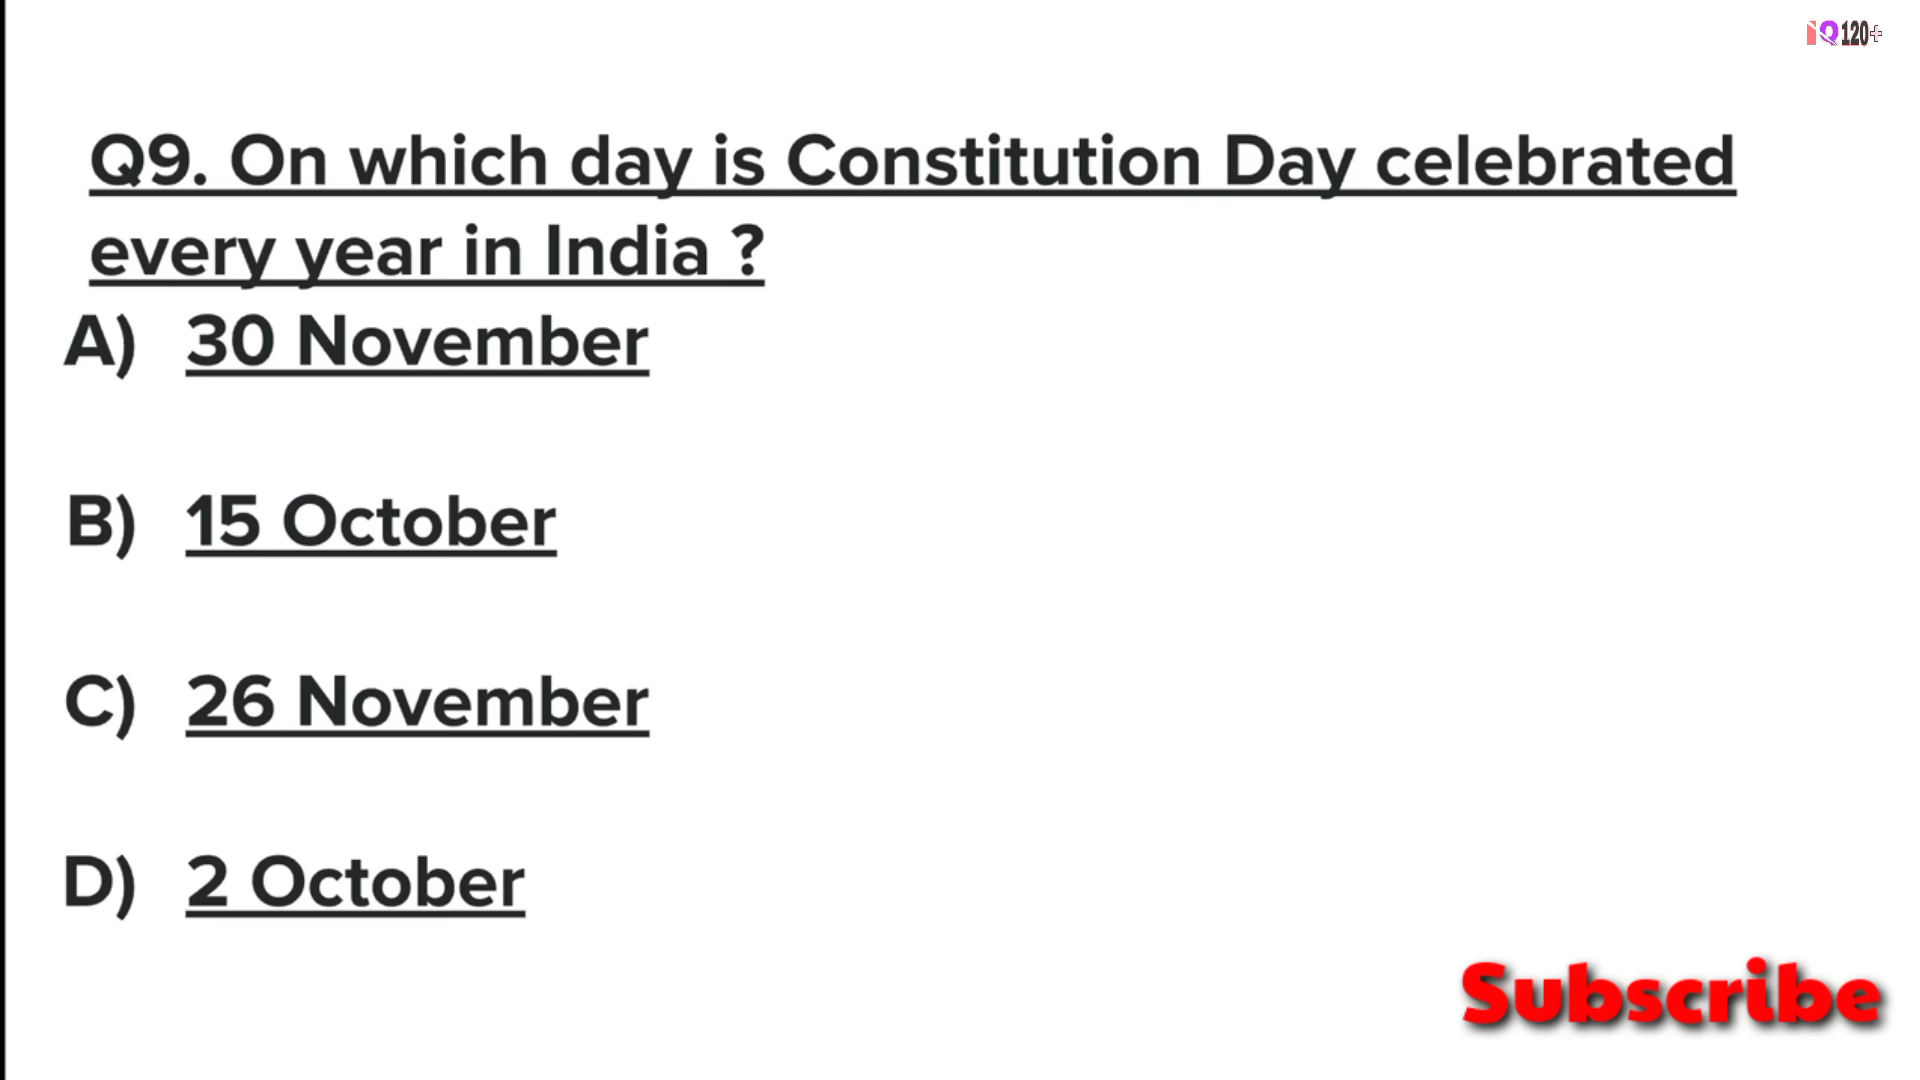 iQ120+
Q9. On which day is Constitution Day celebrated
every year in India ?
A) 30 November
B) 15 October
C) 26 November
D) 2 October
Subscribe